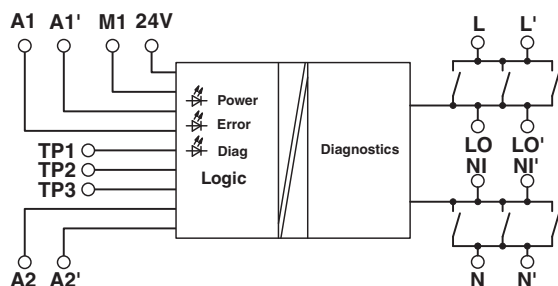 A1 A1' M1 24V
L L'
Power
Error
Diag
Logic
Diagnostics
TP1
TP2
TP3
LO LO'
NI NI'
A2 A2'
N N'